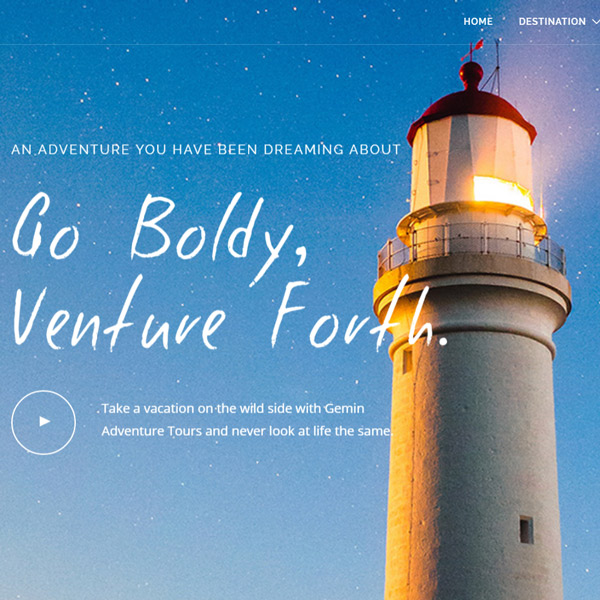 HOME DESTINATION
AN ADVENTURE YOU HAVE BEEN DREAMING ABOUT
Go Boldy,
Venture Forth.
Take a vacation on the wild side with Gemin
Adventure Tours and never look at life the same.